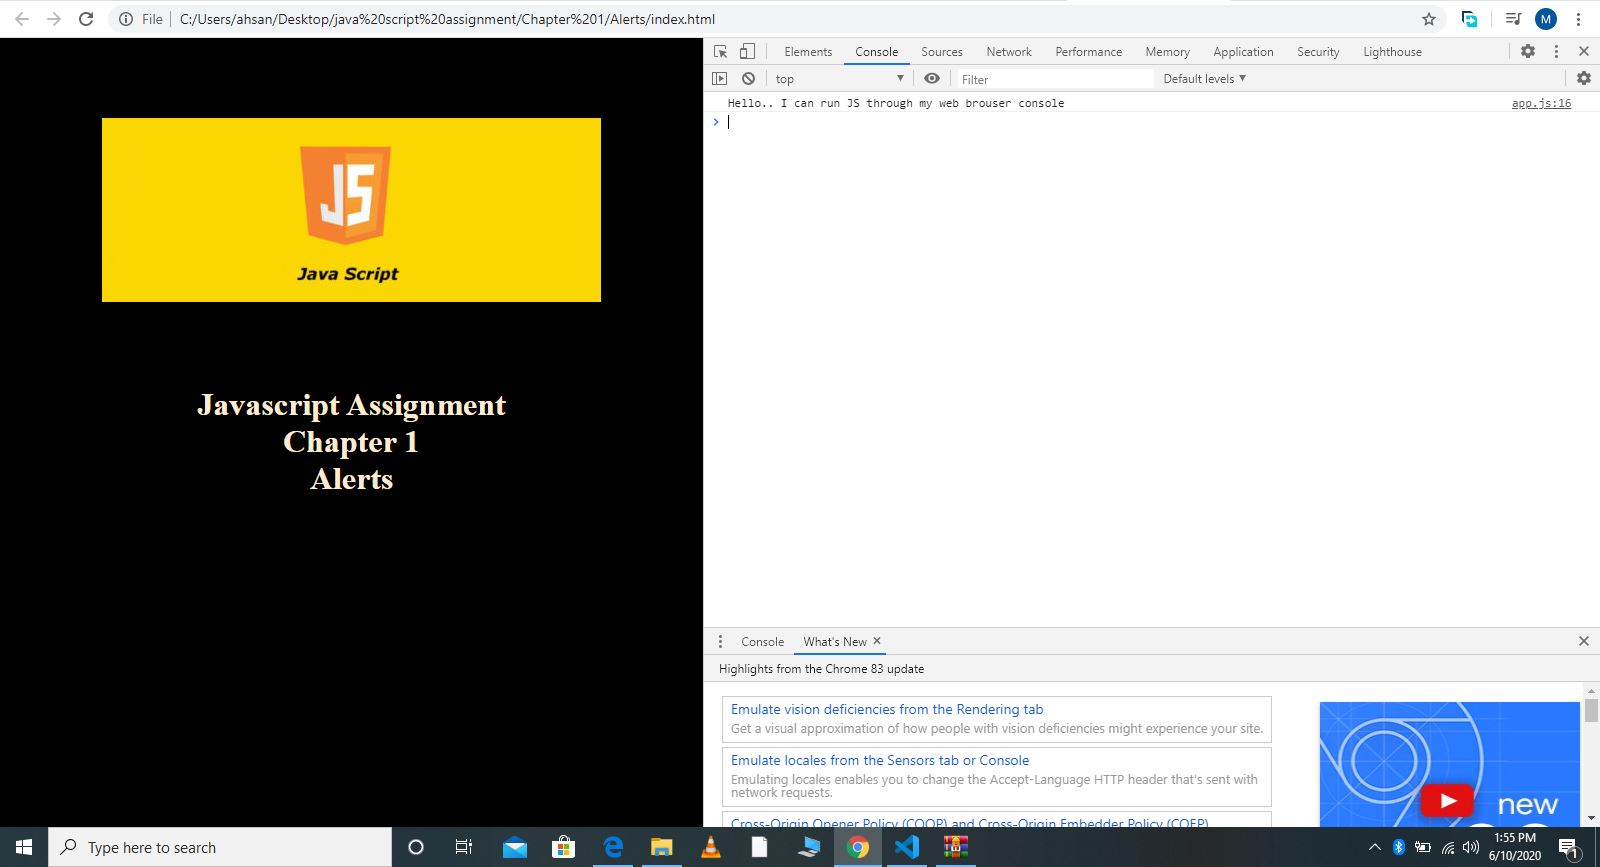 File
C:/Users/ahsan/Desktop/java%20script%20assignment/Chapter%201/Alerts/index.html
M
JS
Java Script
Javascript Assignment
Chapter 1
Alerts
Elements Console Sources Network Performance Memory Application Security Lighthouse
top Filter Default levels
Hello.. I can run JS through my web brouser console app.js:16
Console What's New
Highlights from the Chrome 83 update
Emulate vision deficiencies from the Rendering tab
Get a visual approximation of how people with vision deficiencies might experience your site.
Emulate locales from the Sensors tab or Console
Emulating locales enables you to change the Accept-Language HTTP header that's sent with
network requests.
Cross-Origin Opener Policy (COOP) and Cross-Origin Embedder Policy (COEP)
new
Type here to search
1:55 PM
6/10/2020
1